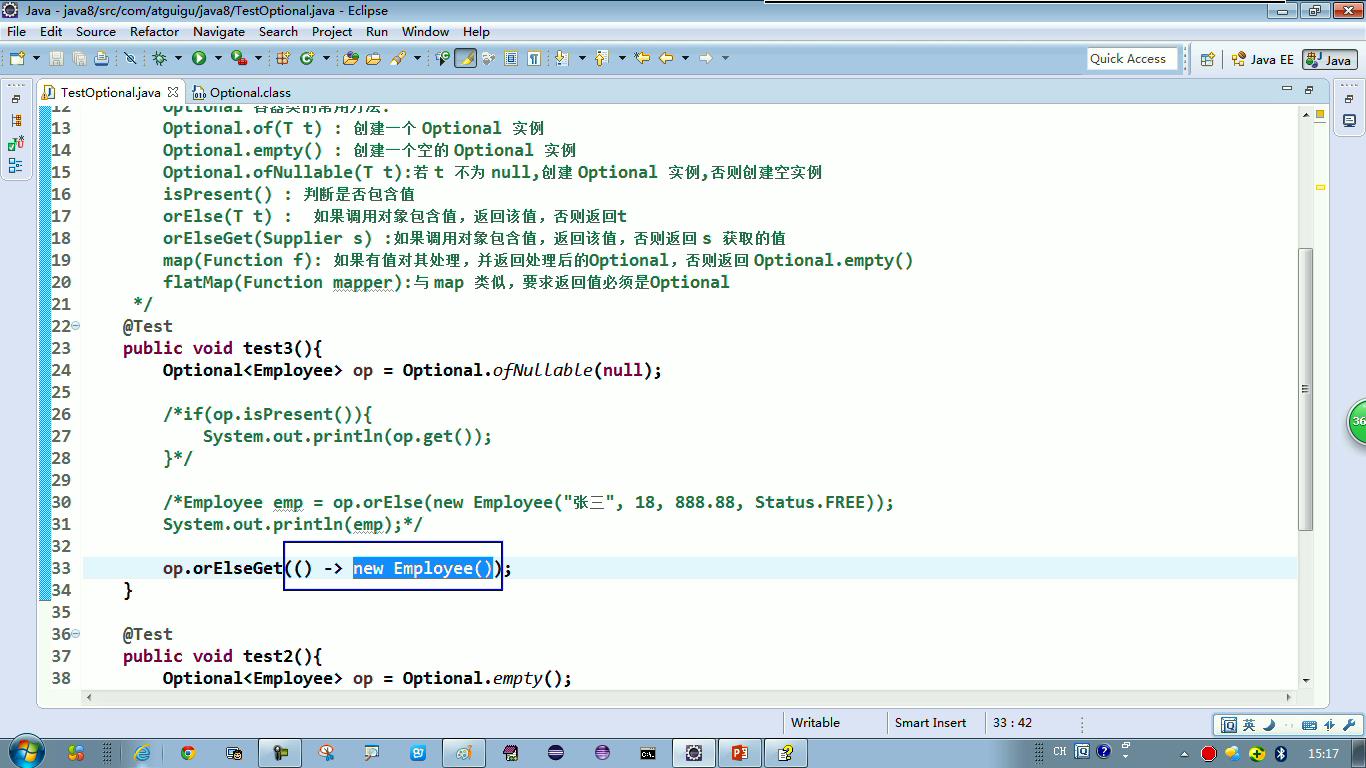 Java - java8/src/com/atguigu/java8/TestOptional.java - Eclipse
File Edit Source Refactor Navigate Search Project Run Window Help
Quick Access Java EE Java
TestOptional.java Optional.class
12 Optional 容器类的常用方法:
13 Optional.of(T t) : 创建一个 Optional 实例
14 Optional.empty() : 创建一个空的 Optional 实例
15 Optional.ofNullable(T t):若 t 不为 null,创建 Optional 实例,否则创建空实例
16 isPresent() : 判断是否包含值
17 orElse(T t) : 如果调用对象包含值，返回该值，否则返回t
18 orElseGet(Supplier s) :如果调用对象包含值，返回该值，否则返回 s 获取的值
19 map(Function f): 如果有值对其处理，并返回处理后的Optional，否则返回 Optional.empty()
20 flatMap(Function mapper):与 map 类似，要求返回值必须是Optional
21 */
22 @Test
23 public void test3(){
24 Optional<Employee> op = Optional.ofNullable(null);
25
26 /*if(op.isPresent()){
27 System.out.println(op.get());
28 }*/
29
30 /*Employee emp = op.orElse(new Employee("张三", 18, 888.88, Status.FREE));
31 System.out.println(emp);*/
32
33 op.orElseGet(() -> new Employee());
34 }
35
36 @Test
37 public void test2(){
38 Optional<Employee> op = Optional.empty();
36
Writable Smart Insert 33 : 42
英
CH 15:17